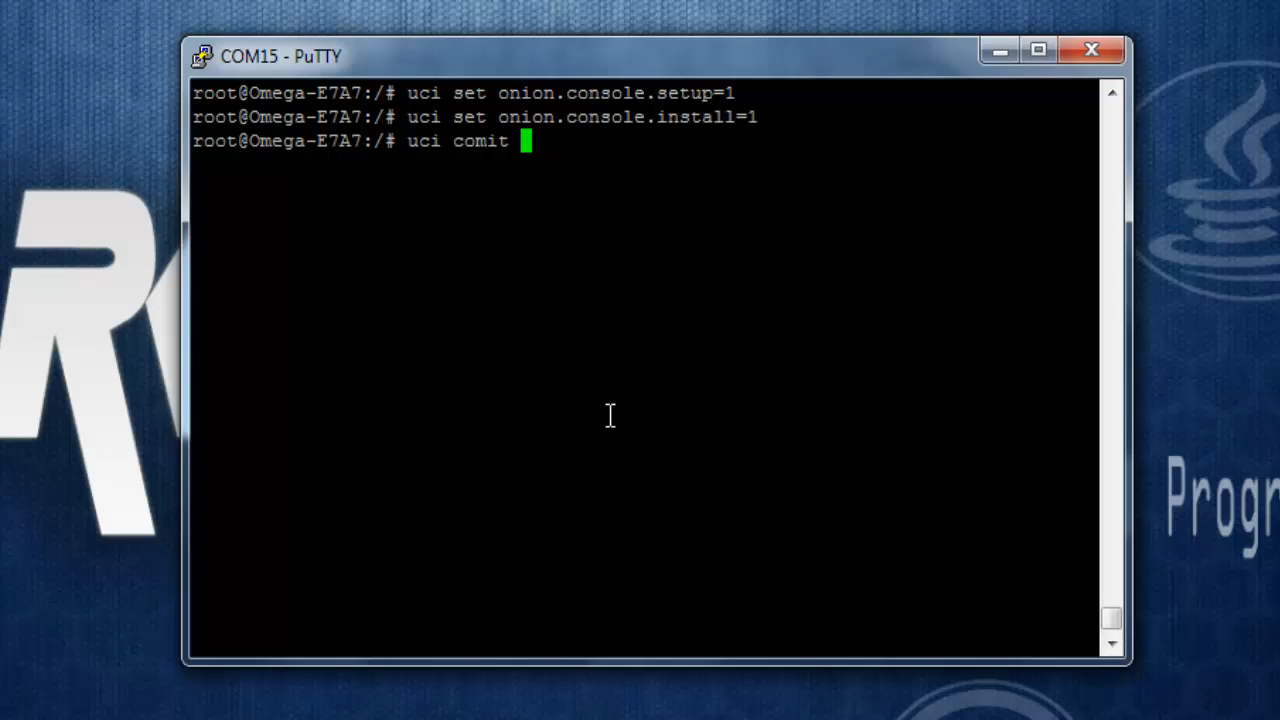 COM15 - PuTTY
root@Omega-E7A7:/# uci set onion.console.setup=1
root@Omega-E7A7:/# uci set onion.console.install=1
root@Omega-E7A7:/# uci comit
R
Progr